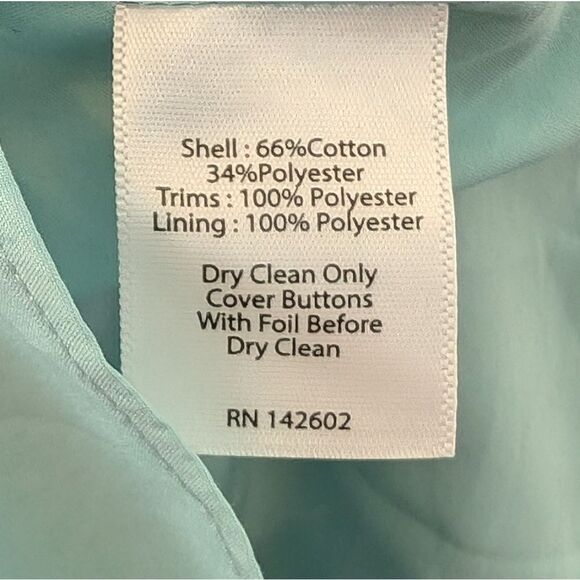 Shell : 66%Cotton
34%Polyester
Trims : 100% Polyester
Lining : 100% Polyester
Dry Clean Only
Cover Buttons
With Foil Before
Dry Clean
RN 142602